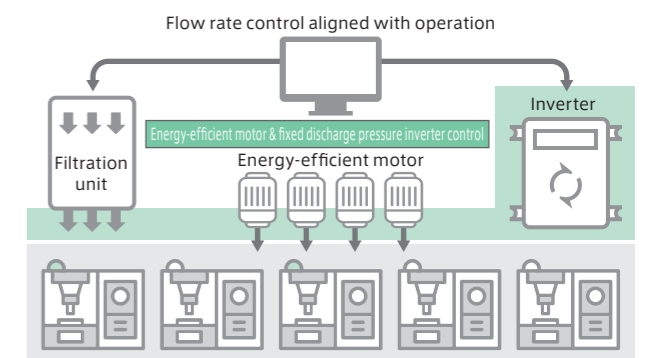 Flow rate control aligned with operation
Inverter
Energy-efficient motor & fixed discharge pressure inverter control
Energy-efficient motor
Filtration
unit